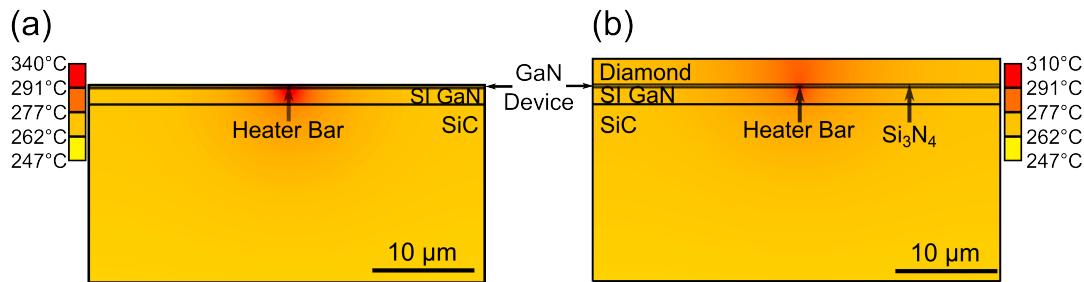 (a)
340°C
291°C
277°C
262°C
247°C
SI GaN
Heater Bar
SiC
10 µm
GaN
Device
(b)
Diamond
SI GaN
SiC
Heater Bar
Si₃N₄
10 µm
310°C
291°C
277°C
262°C
247°C